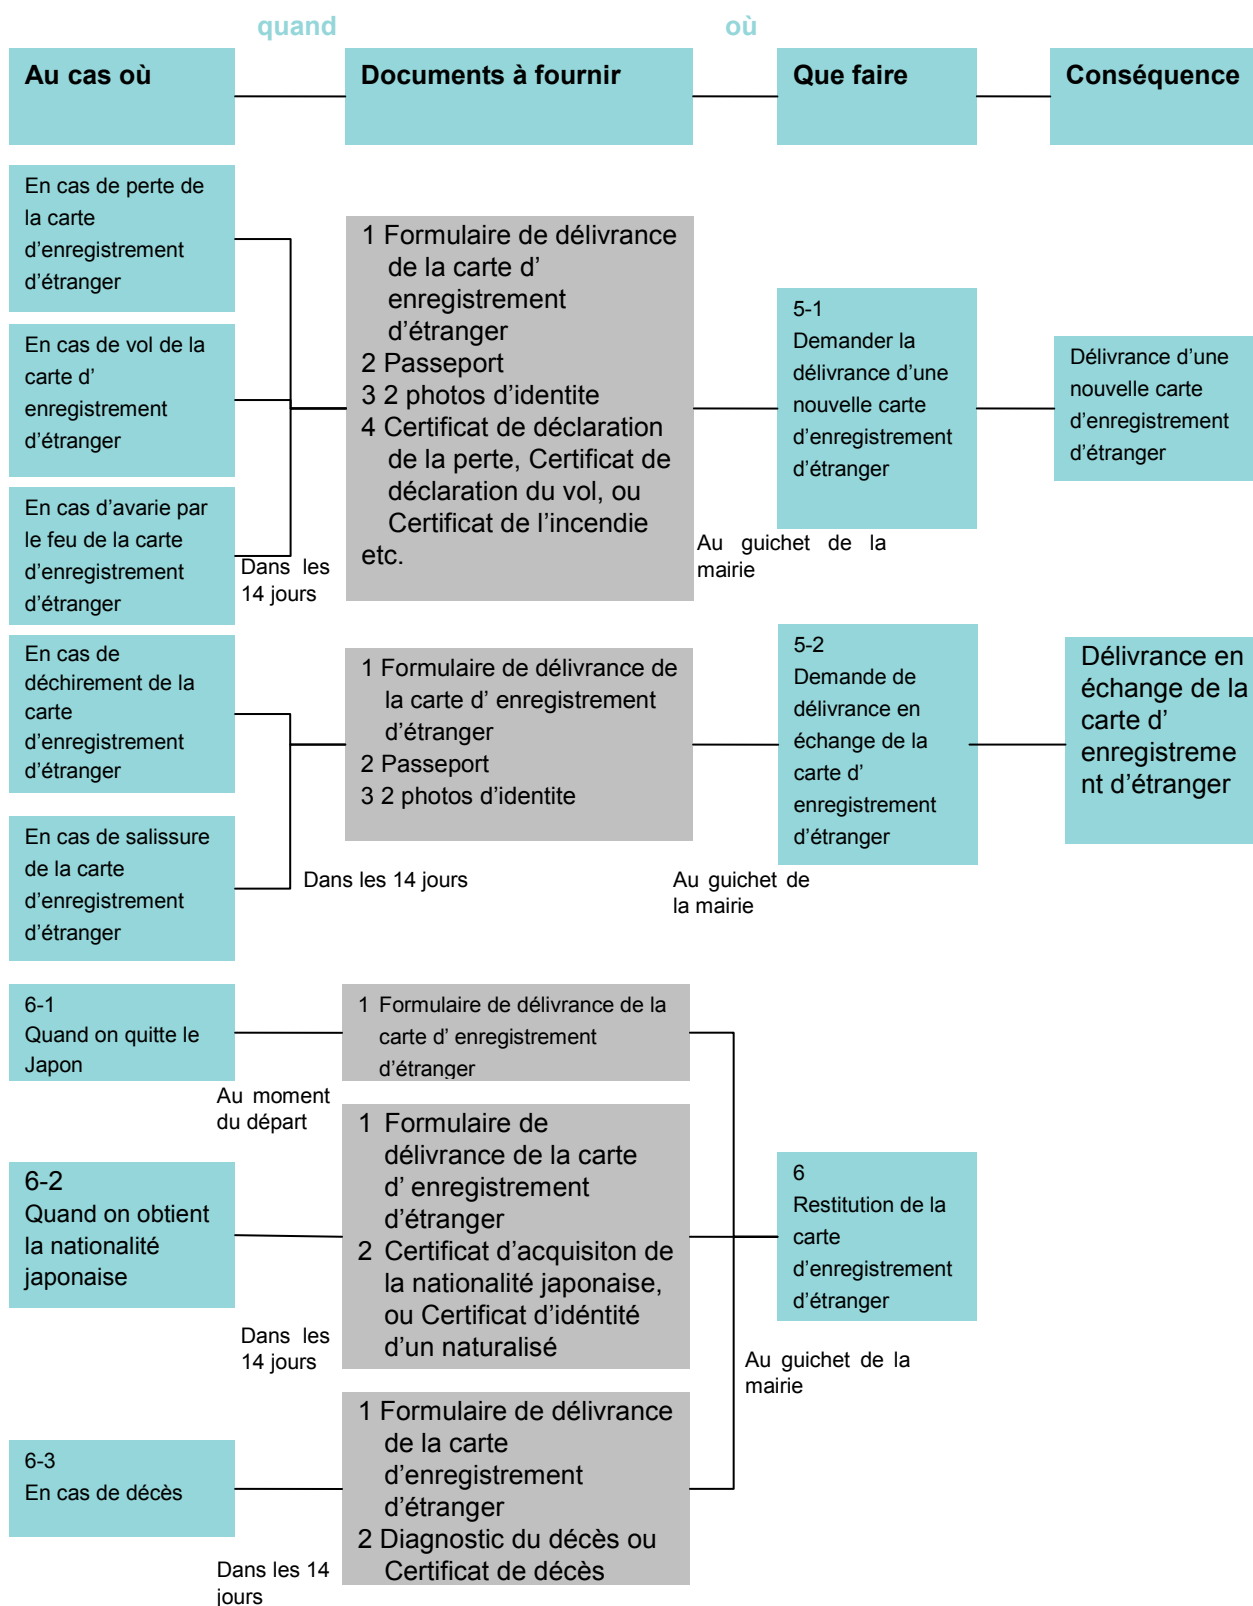 quand
où
Au cas où
Documents à fournir
Que faire
Conséquence
En cas de perte de
la carte
d’enregistrement
d’étranger
En cas de vol de la
carte d’
enregistrement
d’étranger
En cas d’avarie par
le feu de la carte
d’enregistrement
d’étranger
Dans les
14 jours
1 Formulaire de délivrance
de la carte d’
enregistrement
d’étranger
2 Passeport
3 2 photos d’identite
4 Certificat de déclaration
de la perte, Certificat de
déclaration du vol, ou
Certificat de l’incendie
etc.
Au guichet de la
mairie
5-1
Demander la
délivrance d’une
nouvelle carte
d’enregistrement
d’étranger
Délivrance d’une
nouvelle carte
d’enregistrement
d’étranger
En cas de
déchirement de la
carte
d’enregistrement
d’étranger
En cas de salissure
de la carte
d’enregistrement
d’étranger
Dans les 14 jours
1 Formulaire de délivrance de
la carte d’ enregistrement
d’étranger
2 Passeport
3 2 photos d’identite
Au guichet de
la mairie
5-2
Demande de
délivrance en
échange de la
carte d’
enregistrement
d’étranger
Délivrance en
échange de la
carte d’
enregistreme
nt d’étranger
6-1
Quand on quitte le
Japon
Au moment
du départ
1 Formulaire de délivrance de la
carte d’ enregistrement
d’étranger
6-2
Quand on obtient
la nationalité
japonaise
Dans les
14 jours
1 Formulaire de
délivrance de la carte
d’ enregistrement
d’étranger
2 Certificat d’acquisiton de
la nationalité japonaise,
ou Certificat d’idéntité
d’un naturalisé
6
Restitution de la
carte
d’enregistrement
d’étranger
Au guichet de la
mairie
6-3
En cas de décès
Dans les 14
jours
1 Formulaire de délivrance
de la carte
d’enregistrement
d’étranger
2 Diagnostic du décès ou
Certificat de décès